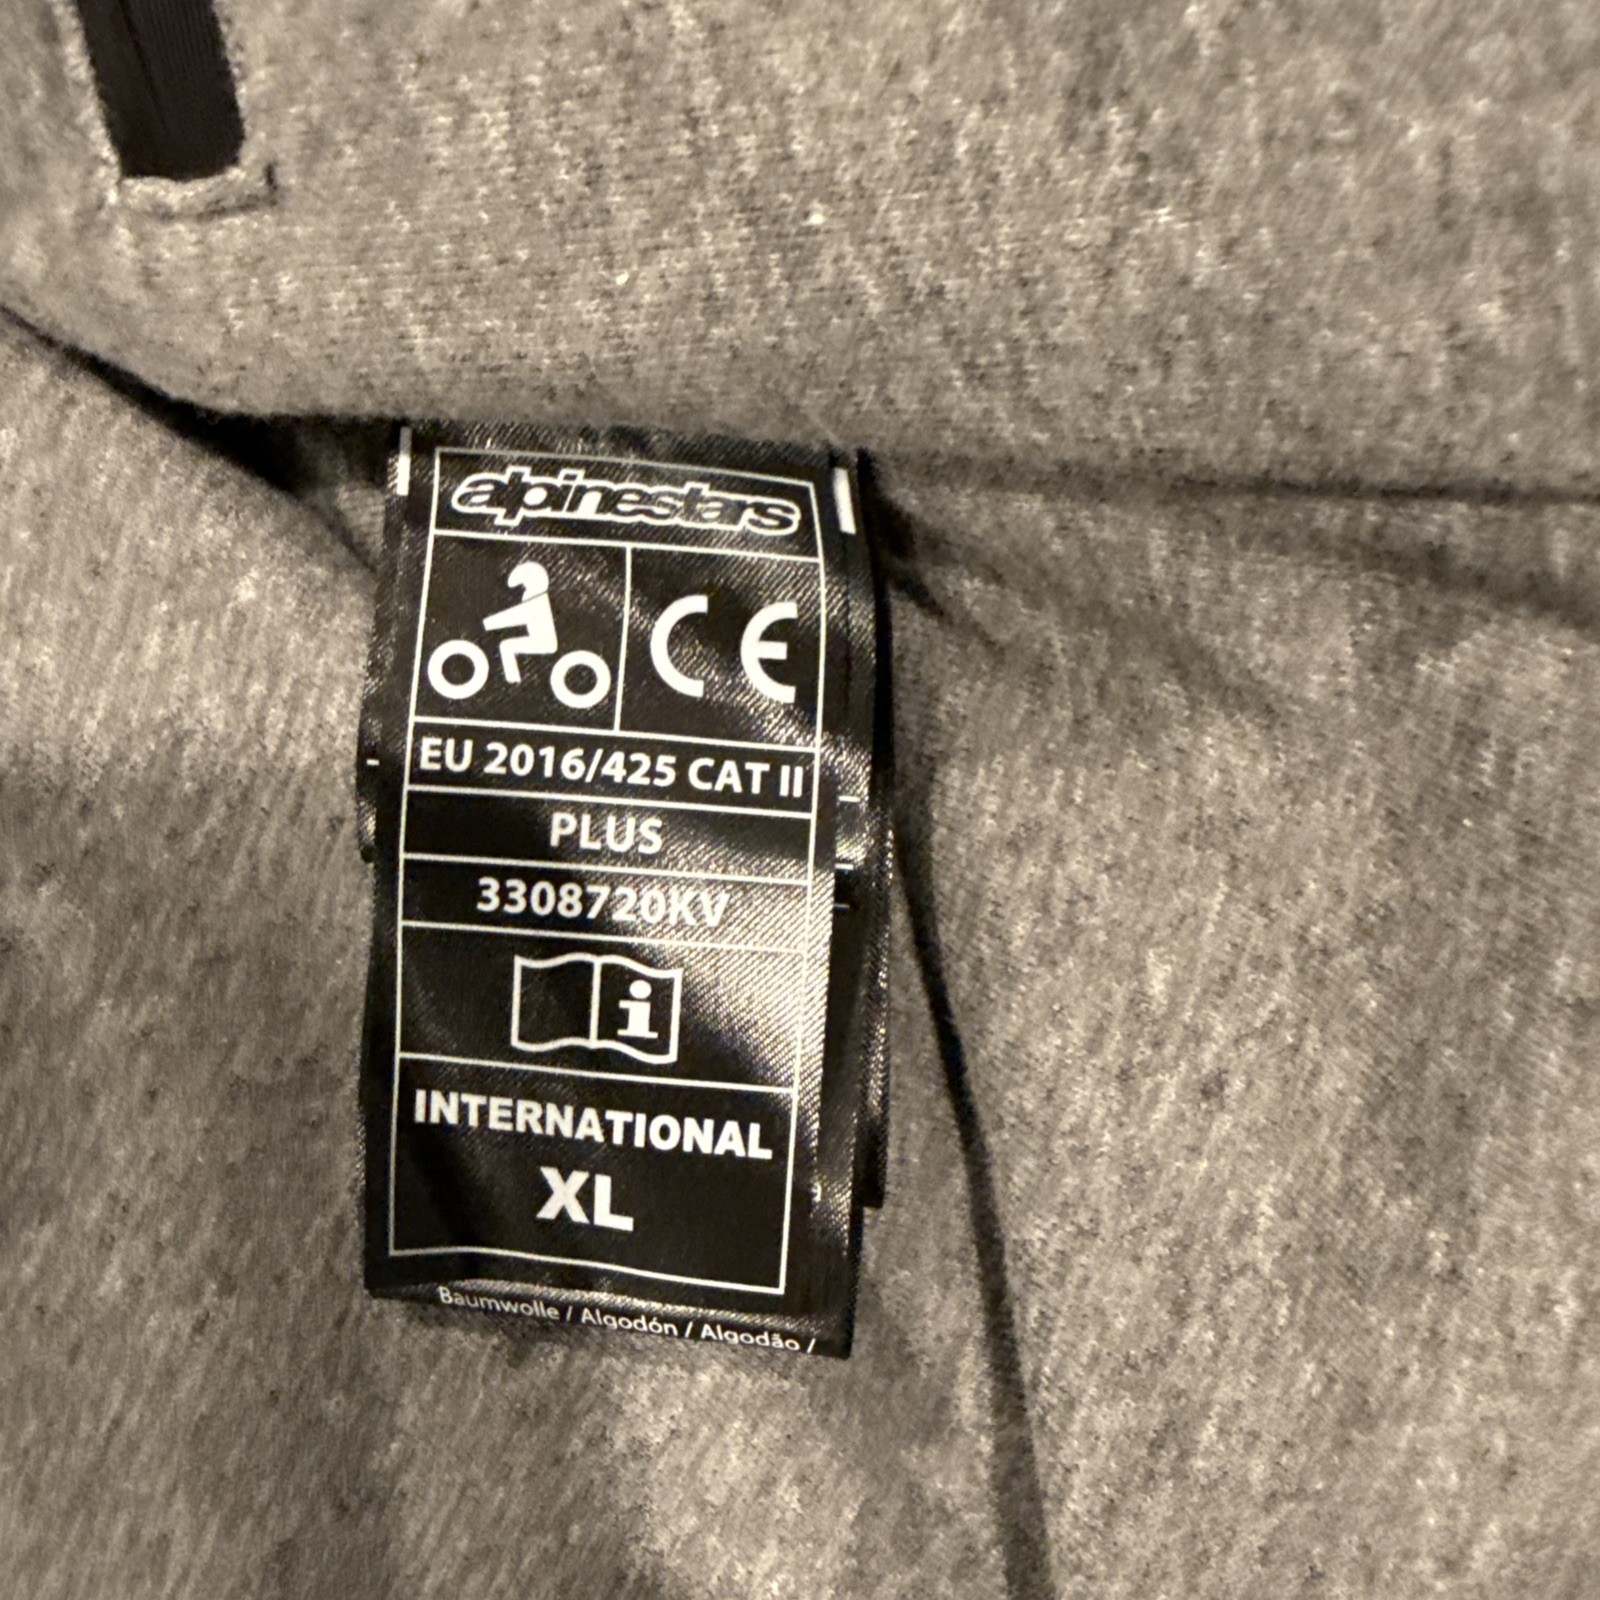 alpinestars
CE
EU 2016/425 CAT II
PLUS
3308720KV
i
INTERNATIONAL
XL
Baumwolle / Algodón / Algodão /